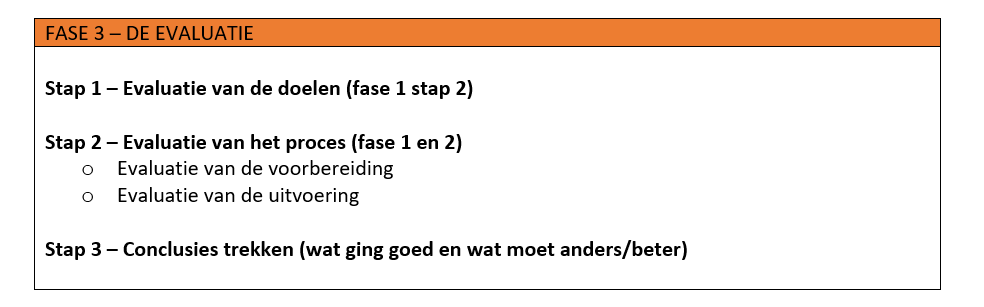 FASE 3 – DE EVALUATIE
Stap 1 – Evaluatie van de doelen (fase 1 stap 2)
Stap 2 – Evaluatie van het proces (fase 1 en 2)
o Evaluatie van de voorbereiding
o Evaluatie van de uitvoering
Stap 3 – Conclusies trekken (wat ging goed en wat moet anders/beter)